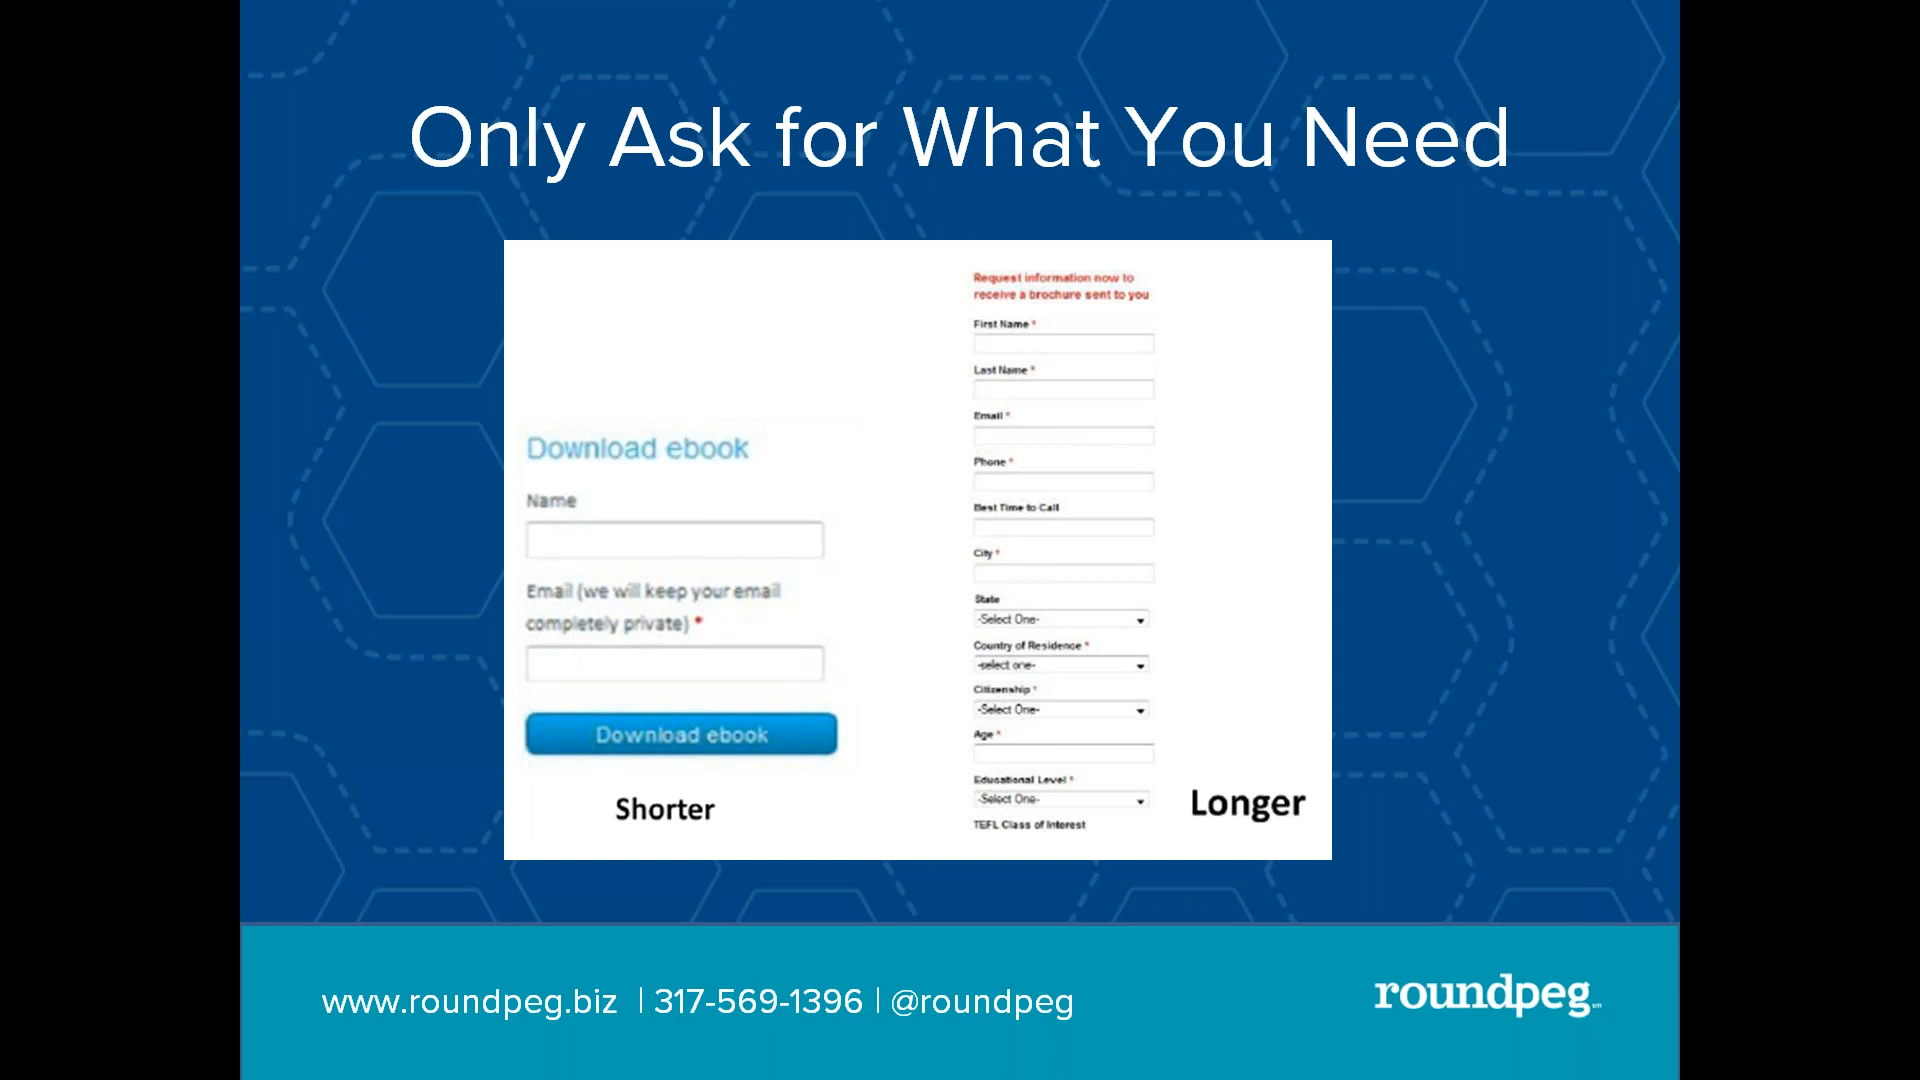 Only Ask for What You Need
Download ebook
Name
Email (we will keep your email
completely private) *
Download ebook
Shorter
Request information now to
receive a brochure sent to you
First Name *
Last Name *
Email *
Phone *
Best Time to Call
City *
State
-Select One-
Country of Residence *
-select one-
Citizenship *
-Select One-
Age *
Educational Level *
-Select One-
TEFL Class of Interest
Longer
www.roundpeg.biz | 317-569-1396 | @roundpeg
roundpeg